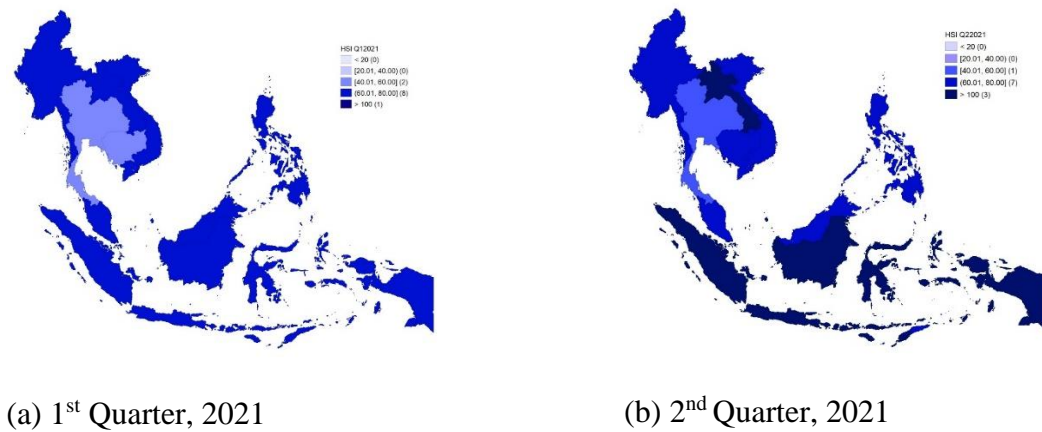 HSI Q12021
< 20 (0)
[20.01, 40.00) (0)
[40.01, 60.00] (2)
(60.01, 80.00] (8)
> 100 (1)
HSI Q22021
< 20 (0)
[20.01, 40.00) (0)
[40.01, 60.00] (1)
(60.01, 80.00] (7)
> 100 (3)
(a) 1st Quarter, 2021
(b) 2nd Quarter, 2021